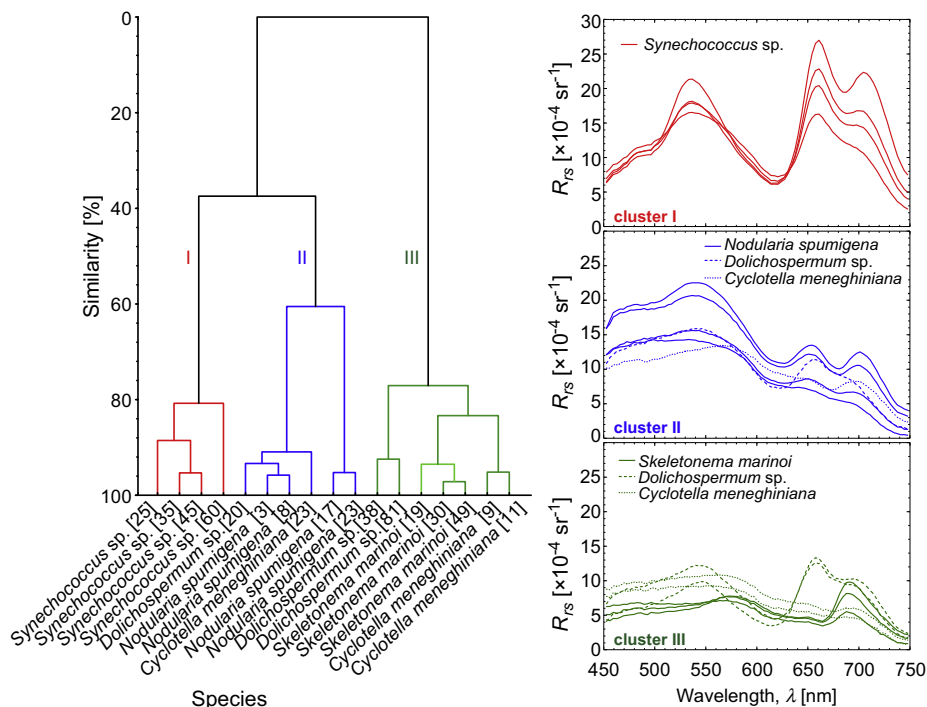 0
20
40
60
80
100
Similarity [%]
I
II
III
Synechococcus sp. [25]
Synechococcus sp. [35]
Synechococcus sp. [45]
Synechococcus sp. [60]
Dolichospermum sp. [20]
Nodularia spumigena [3]
Nodularia spumigena [8]
Cyclotella meneghiniana [23]
Nodularia spumigena [17]
Nodularia spumigena [23]
Dolichospermum sp. [38]
Dolichospermum sp. [81]
Skeletonema marinoi [19]
Skeletonema marinoi [30]
Skeletonema marinoi [49]
Cyclotella meneghiniana [9]
Cyclotella meneghiniana [11]
Species
30
25
20
15
10
5
0
Rrs [×10-4 sr-1]
Synechococcus sp.
cluster I
25
20
15
10
5
0
Rrs [×10-4 sr-1]
Nodularia spumigena
Dolichospermum sp.
Cyclotella meneghiniana
cluster II
25
20
15
10
5
0
Rrs [×10-4 sr-1]
Skeletonema marinoi
Dolichospermum sp.
Cyclotella meneghiniana
cluster III
450 500 550 600 650 700 750
Wavelength, λ [nm]